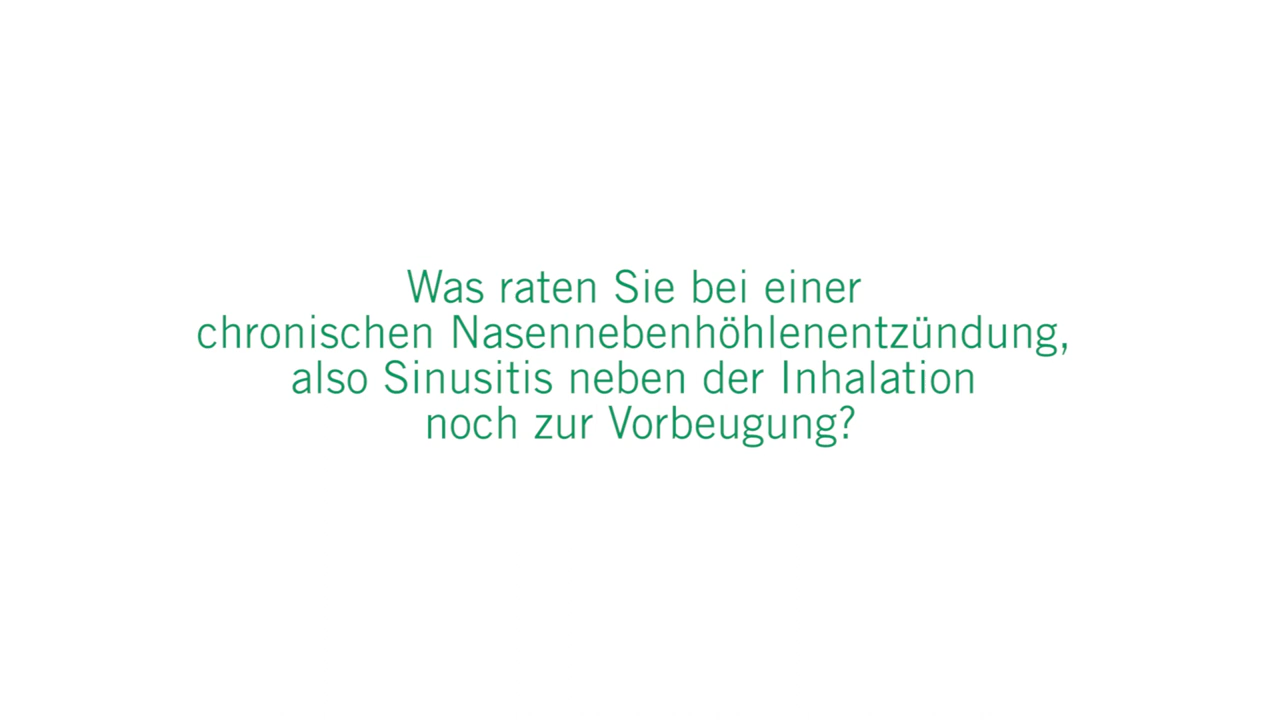 Was raten Sie bei einer
chronischen Nasennebenhöhlenentzündung,
also Sinusitis neben der Inhalation
noch zur Vorbeugung?